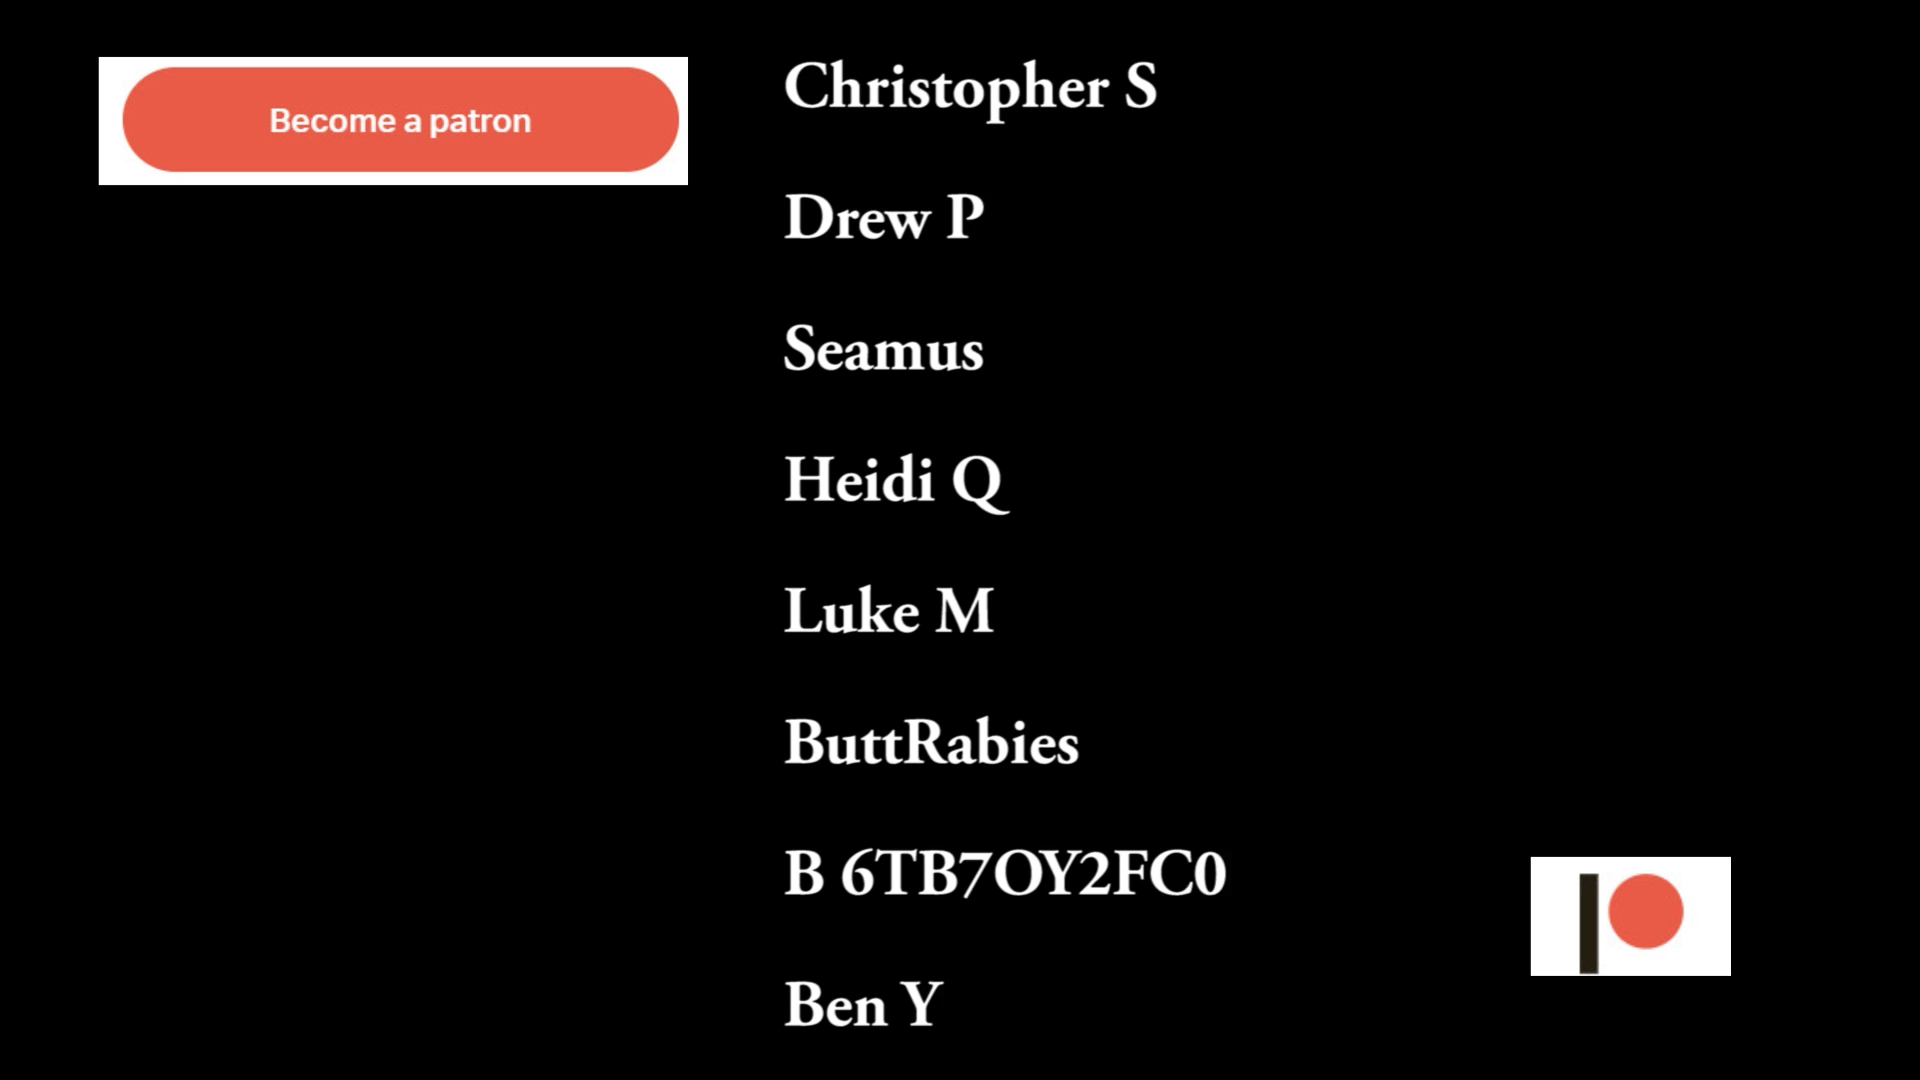 Become a patron
Christopher S
Drew P
Seamus
Heidi Q
Luke M
ButtRabies
B 6TB7OY2FC0
Ben Y